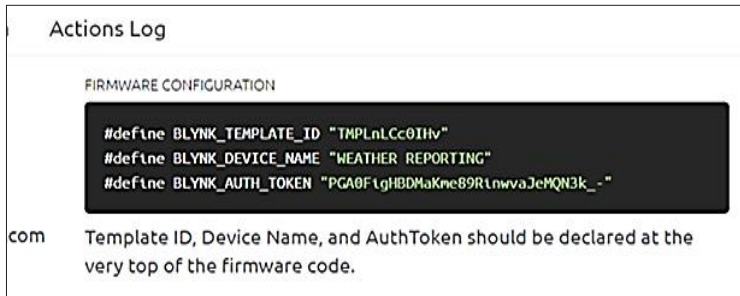 Actions Log
FIRMWARE CONFIGURATION
#define BLYNK_TEMPLATE_ID "TMPLnLCc0IHv"
#define BLYNK_DEVICE_NAME "WEATHER REPORTING"
#define BLYNK_AUTH_TOKEN "PGA0FigHBDMaKme89RinwvaJeMQN3k_-"
com
Template ID, Device Name, and AuthToken should be declared at the
very top of the firmware code.